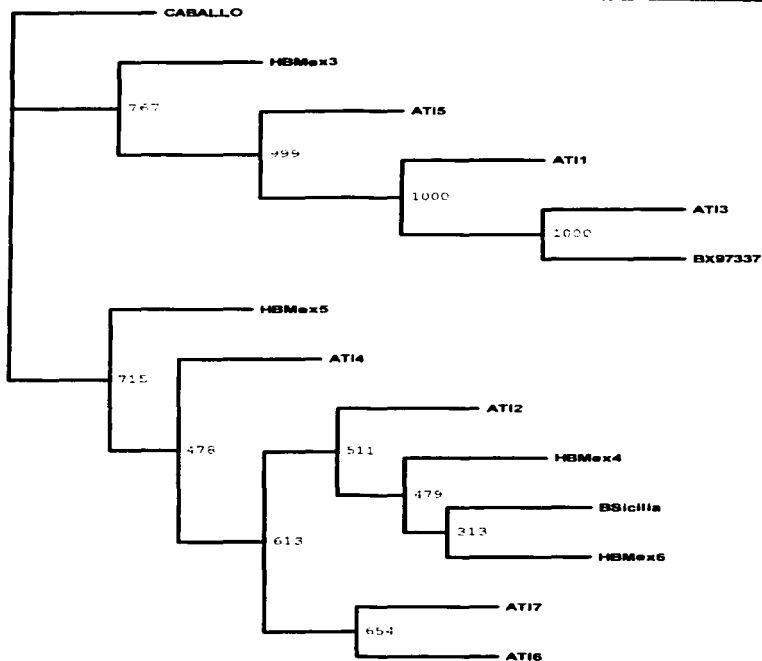 CABALLO
HBMex3
767
ATI5
999
ATI1
1000
ATI3
1000
BX97337
HBMex5
ATI4
715
ATI2
478
511
HBMex4
479
BSicilia
313
613
HBMex6
ATI7
654
ATI6